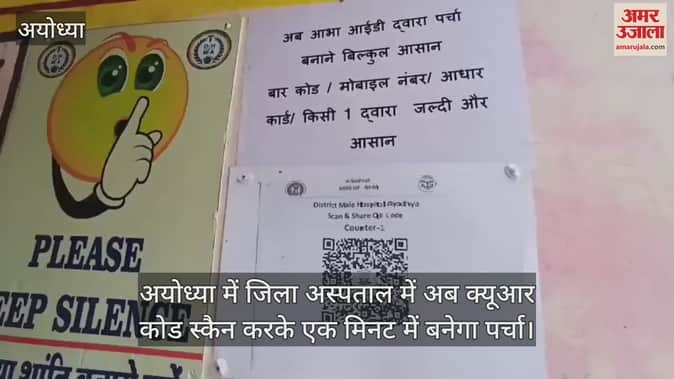 अयोध्या
अमर
उजाला
amarujala.com
अब आभा आईडी द्वारा पर्चा
बनाने बिल्कुल आसान
बार कोड / मोबाइल नंबर/ आधार
कार्ड/ किसी 1 द्वारा जल्दी और
आसान
District Male Hospital Ayodhya
Scan & Share QR Code
Counter-1
PLEASE
EEP SILENCE
अयोध्या में जिला अस्पताल में अब क्यूआर
कोड स्कैन करके एक मिनट में बनेगा पर्चा।